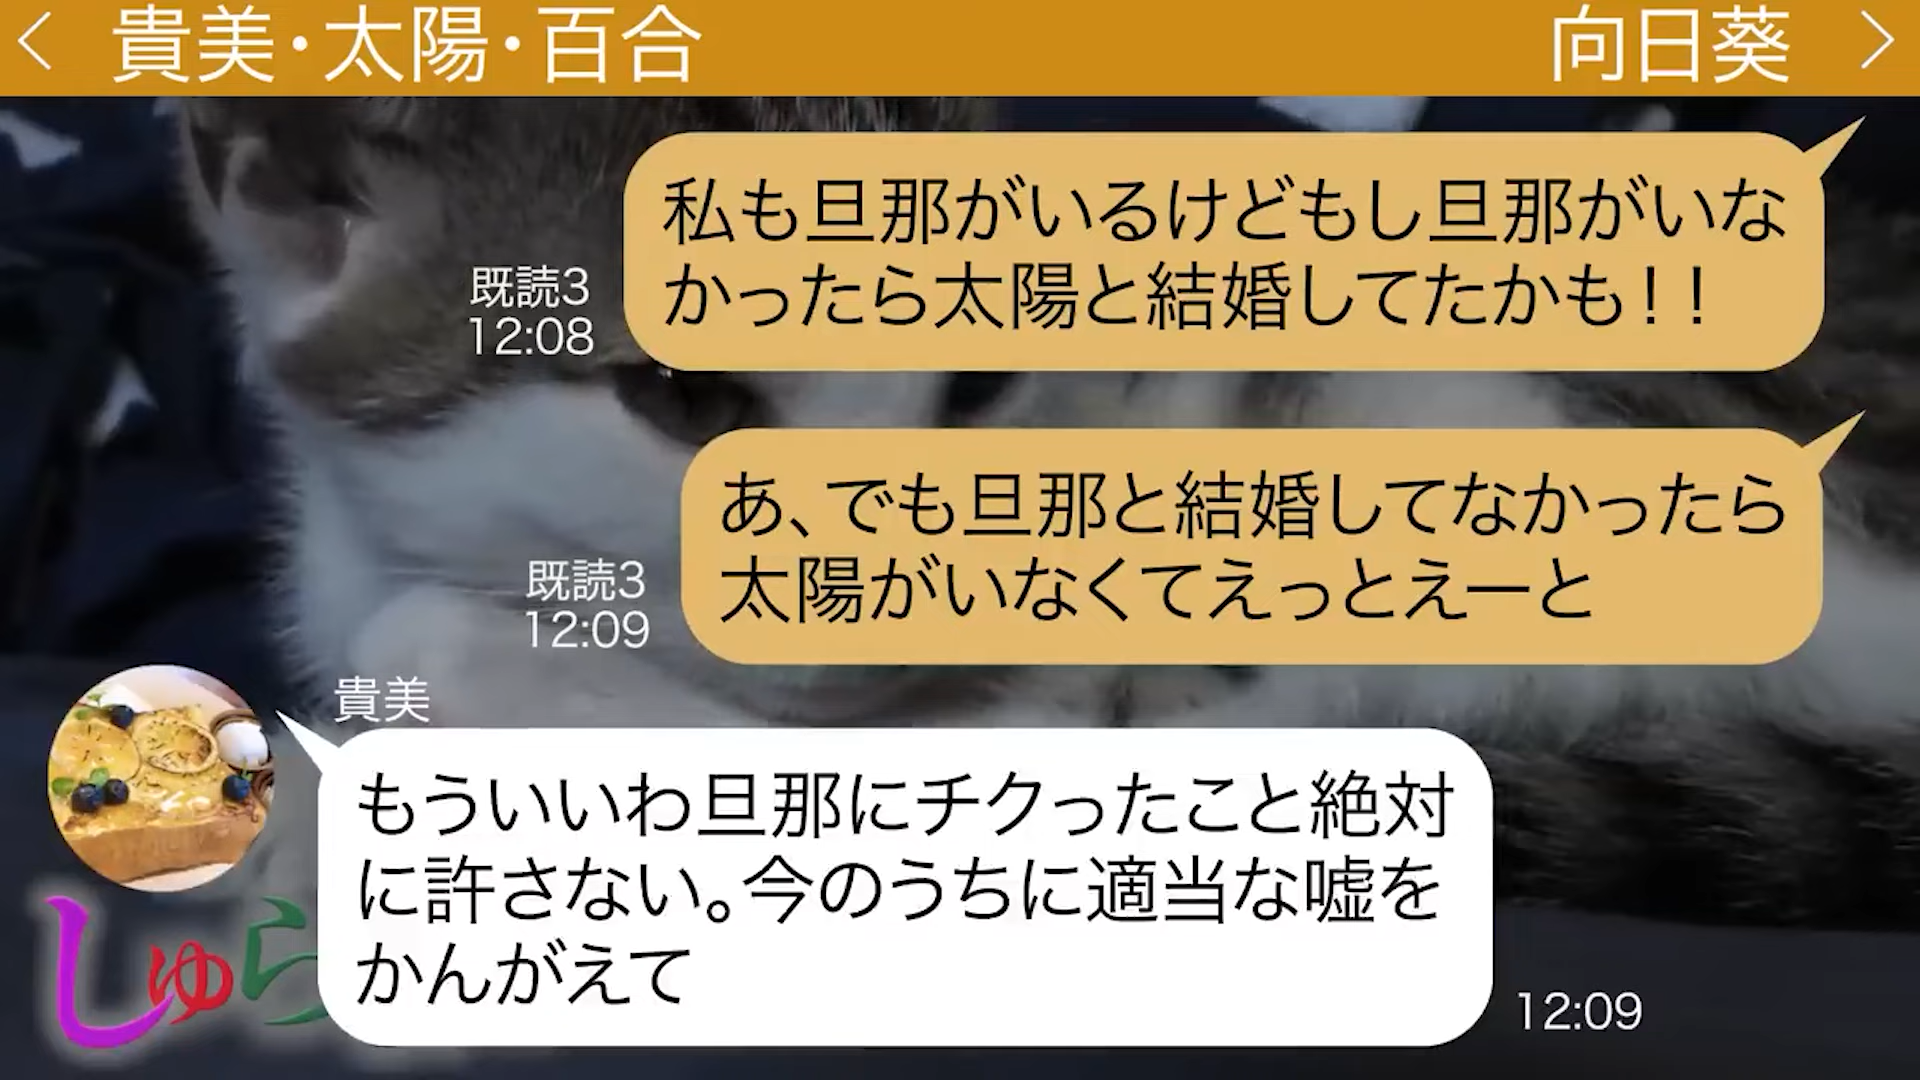 貴美・太陽・百合
向日葵
私も旦那がいるけどもし旦那がいな
かったら太陽と結婚してたかも！！
既読3
12:08
あ、でも旦那と結婚してなかったら
太陽がいなくてえっとえーと
既読3
12:09
貴美
もういいわ旦那にチクったこと絶対
に許さない。今のうちに適当な嘘を
かんがえて
12:09
しゅら